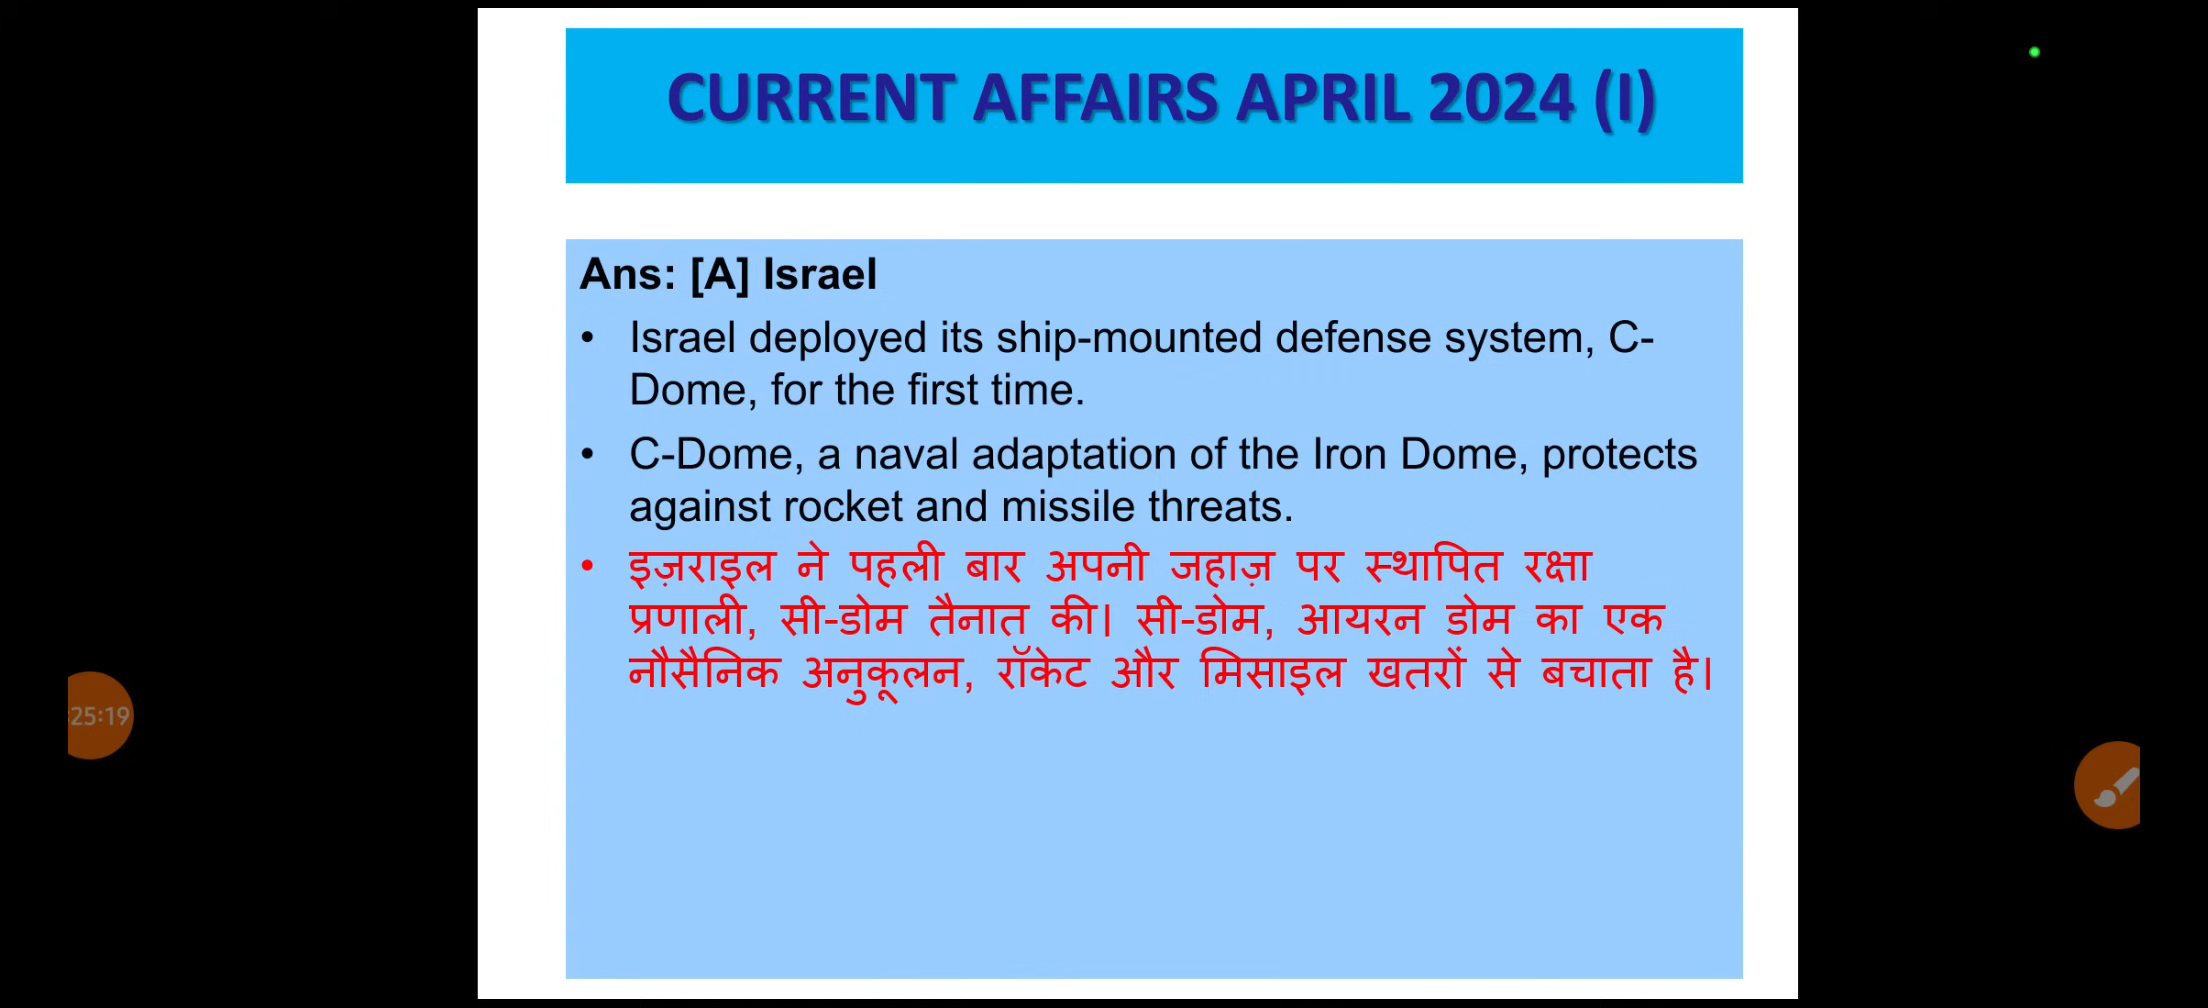 CURRENT AFFAIRS APRIL 2024 (I)
Ans: [A] Israel
• Israel deployed its ship-mounted defense system, C-
Dome, for the first time.
• C-Dome, a naval adaptation of the Iron Dome, protects
against rocket and missile threats.
• इज़राइल ने पहली बार अपनी जहाज़ पर स्थापित रक्षा
प्रणाली, सी-डोम तैनात की। सी-डोम, आयरन डोम का एक
नौसैनिक अनुकूलन, रॉकेट और मिसाइल खतरों से बचाता है।
:25:19